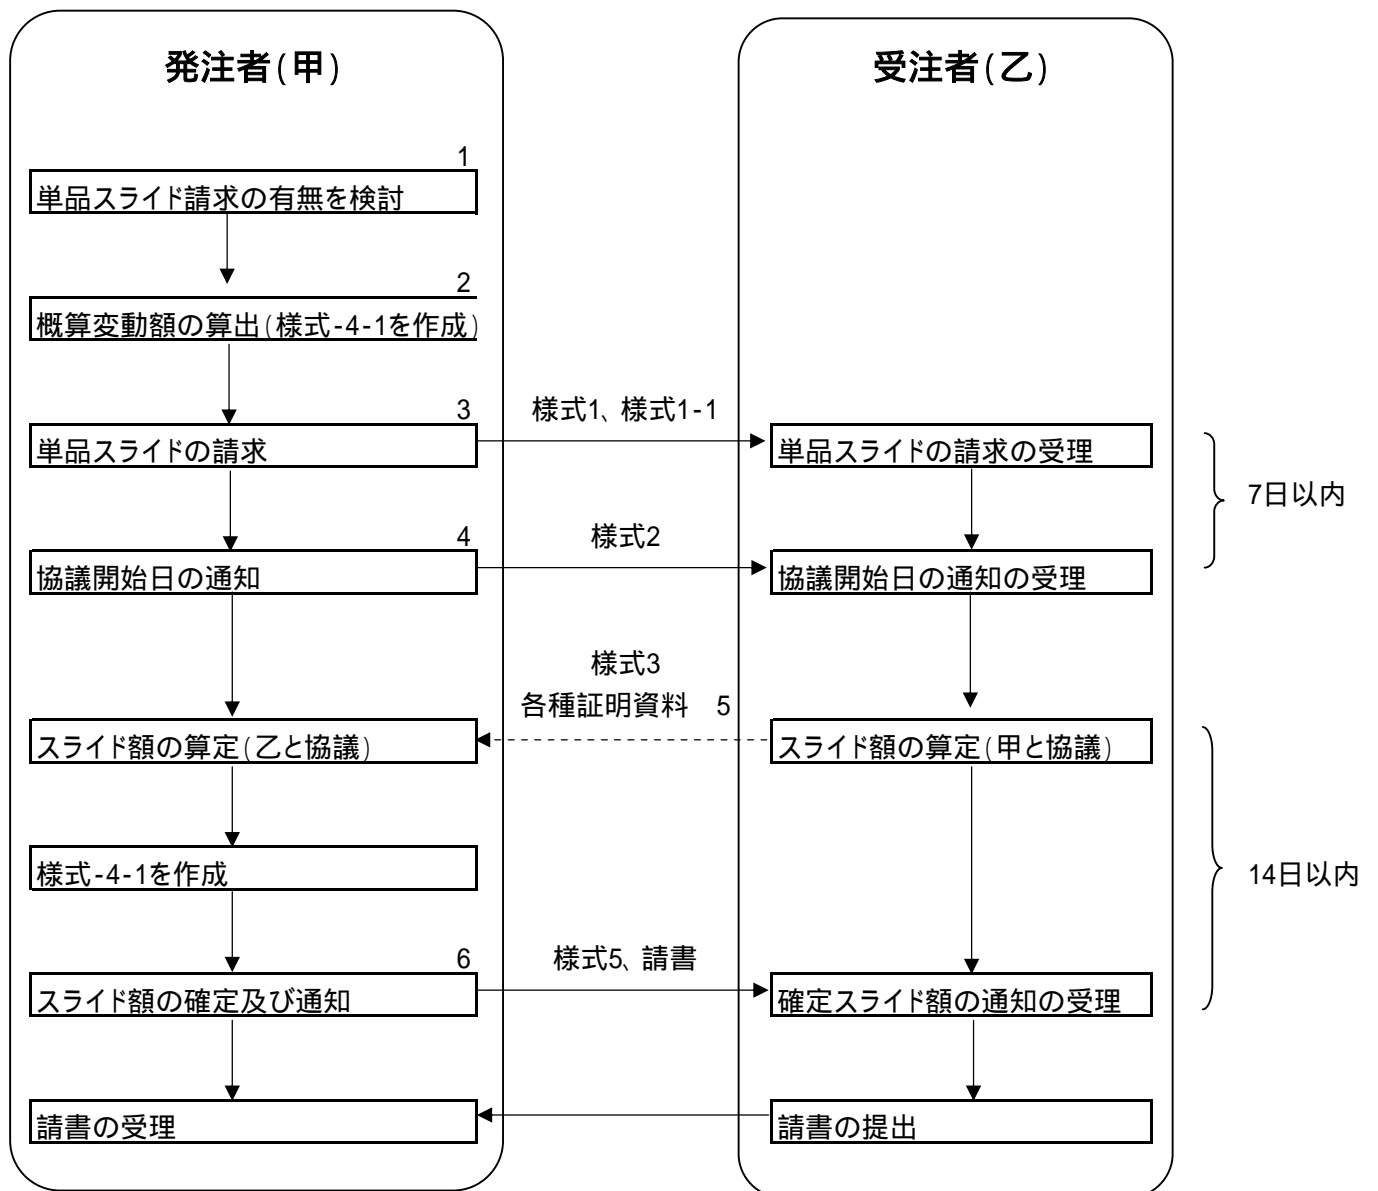 発注者(甲)
受注者(乙)
1
単品スライド請求の有無を検討
2
概算変動額の算出(様式-4-1を作成)
3
様式1、様式1-1
単品スライドの請求
単品スライドの請求の受理
7日以内
4
様式2
協議開始日の通知
協議開始日の通知の受理
様式3
各種証明資料 5
スライド額の算定(乙と協議)
スライド額の算定(甲と協議)
様式-4-1を作成
14日以内
6
様式5、請書
スライド額の確定及び通知
確定スライド額の通知の受理
請書の受理
請書の提出